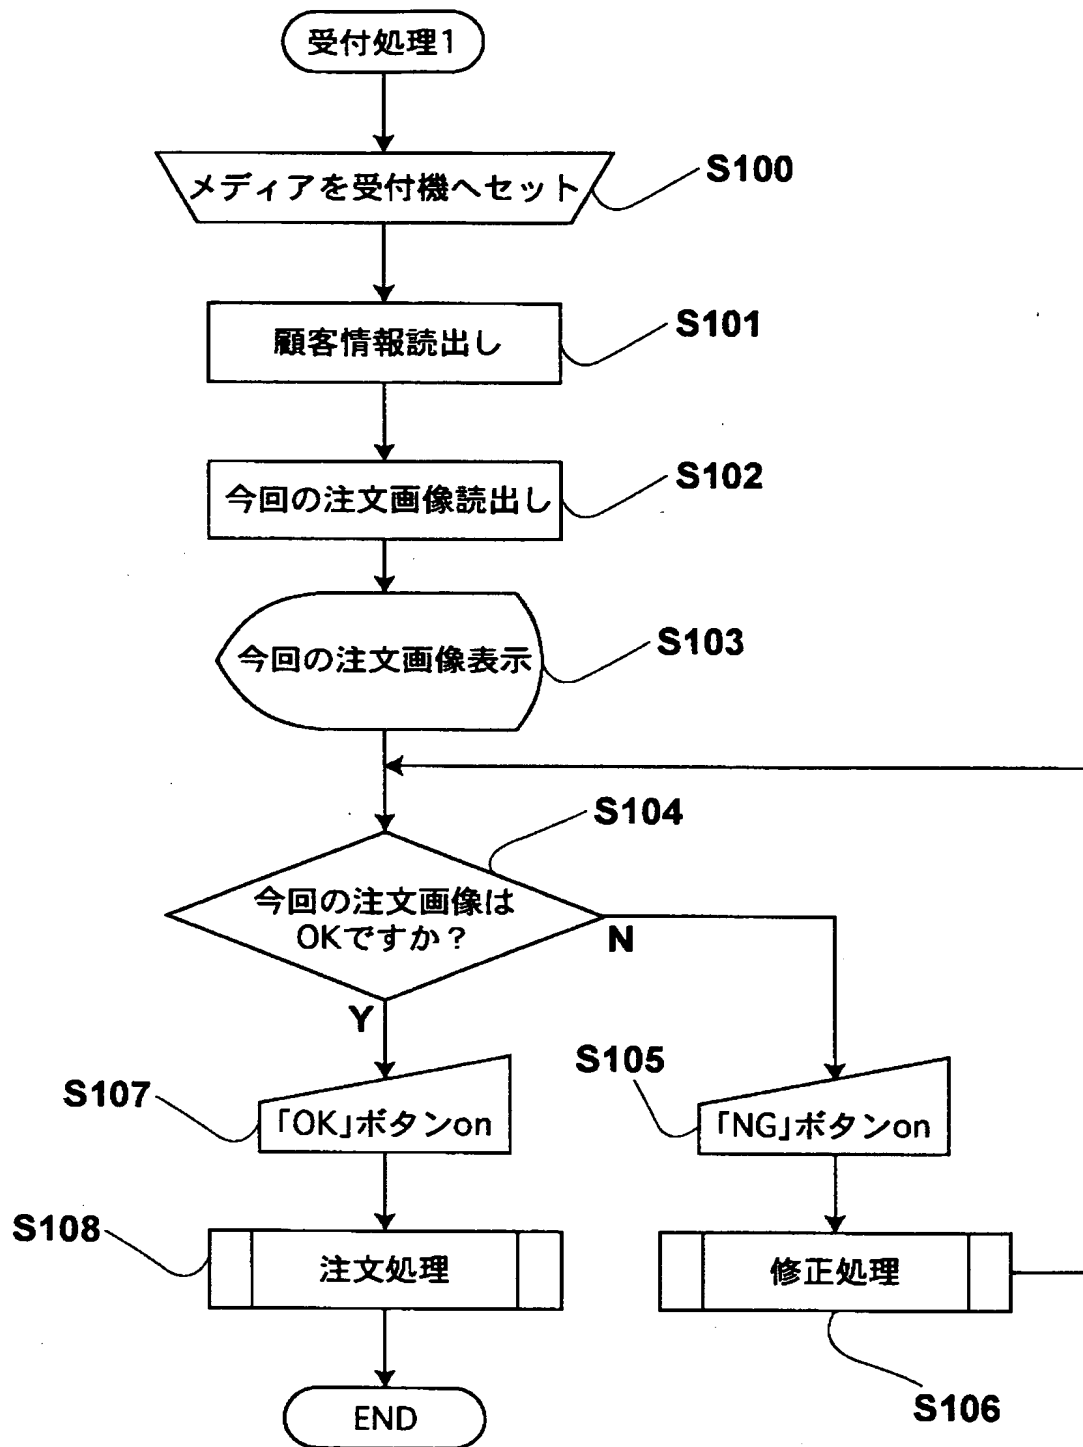 受付処理1
メディアを受付機へセット
S100
顧客情報読出し
S101
今回の注文画像読出し
S102
今回の注文画像表示
S103
S104
今回の注文画像は
OKですか？
N
Y
S107
「OK」ボタンon
S105
「NG」ボタンon
S108
注文処理
修正処理
S106
END